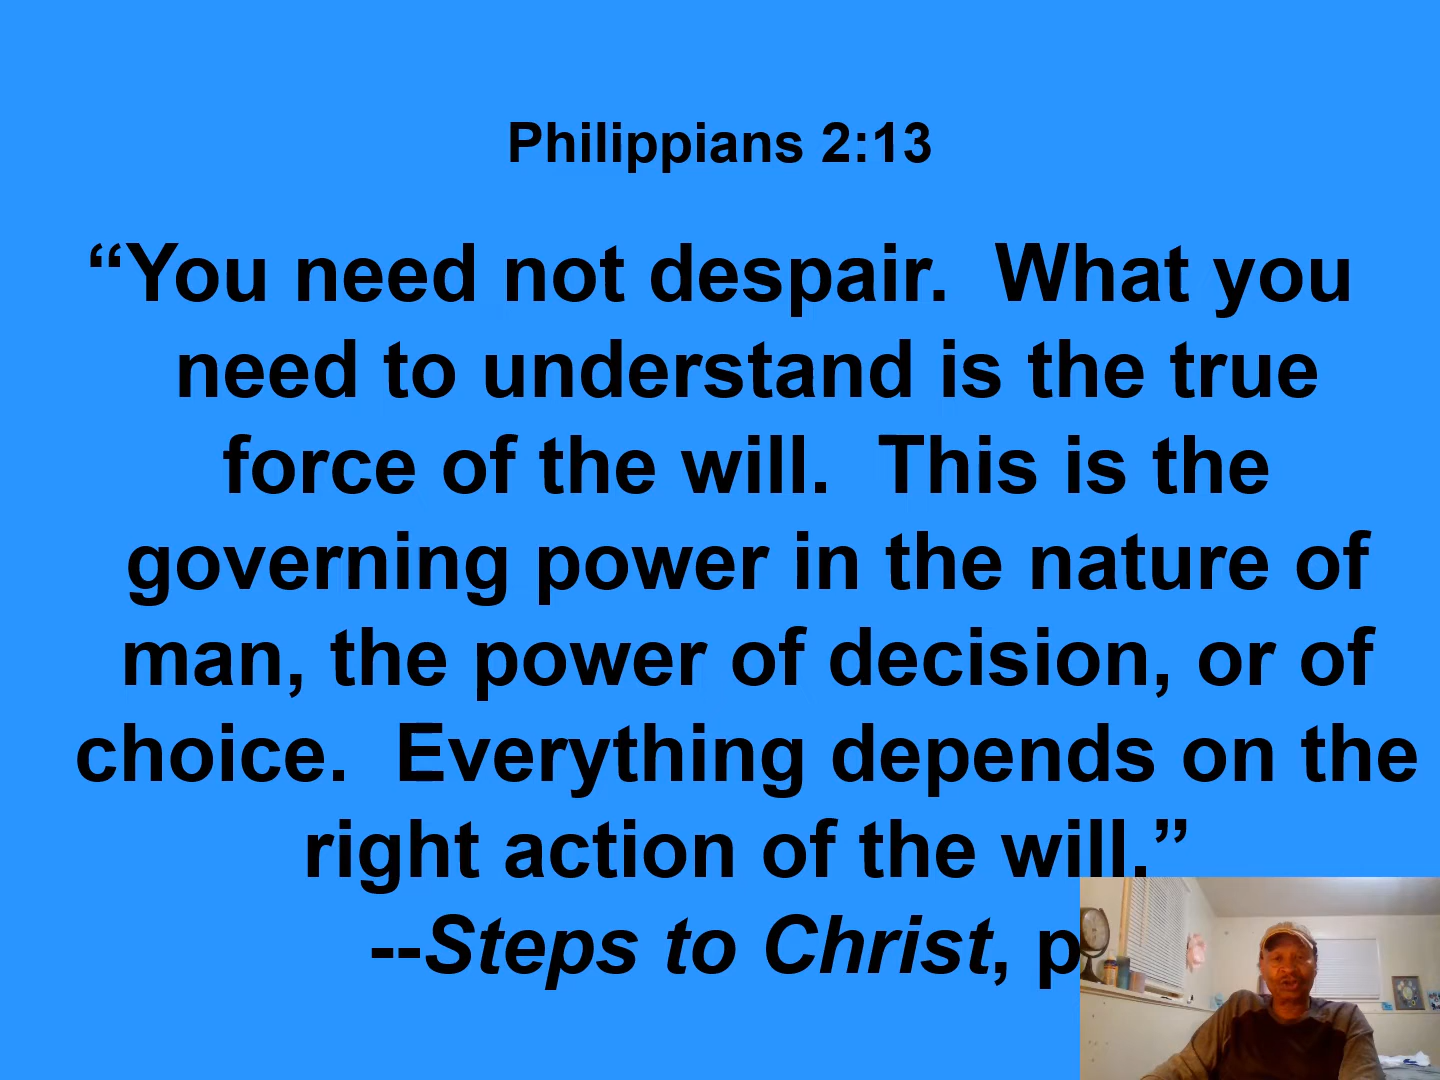 Philippians 2:13
“You need not despair.  What you
need to understand is the true
force of the will.  This is the
governing power in the nature of
man, the power of decision, or of
choice.  Everything depends on the
right action of the will.”
--Steps to Christ, p